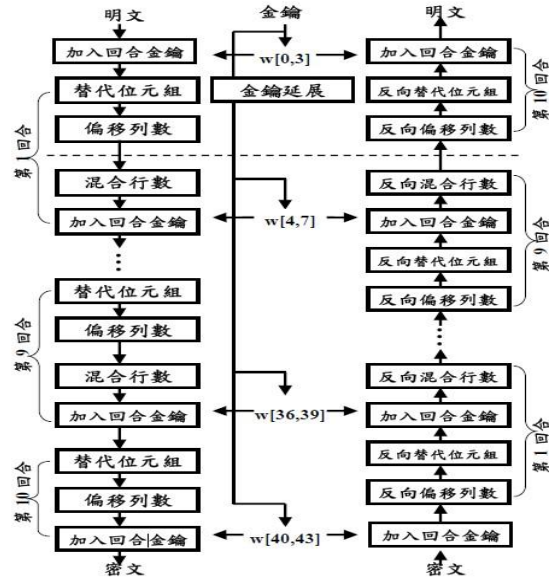 明文
加入回合金鑰
替代位元組
偏移列數
混合行數
加入回合金鑰
第1回合
替代位元組
偏移列數
混合行數
加入回合金鑰
第9回合
替代位元組
偏移列數
加入回合金鑰
第10回合
密文
金鑰
w[0,3]
金鑰延展
w[4,7]
w[36,39]
w[40,43]
明文
加入回合金鑰
反向替代位元組
反向偏移列數
第10回合
反向混合行數
加入回合金鑰
反向替代位元組
反向偏移列數
第9回合
反向混合行數
加入回合金鑰
反向替代位元組
反向偏移列數
第1回合
加入回合金鑰
密文